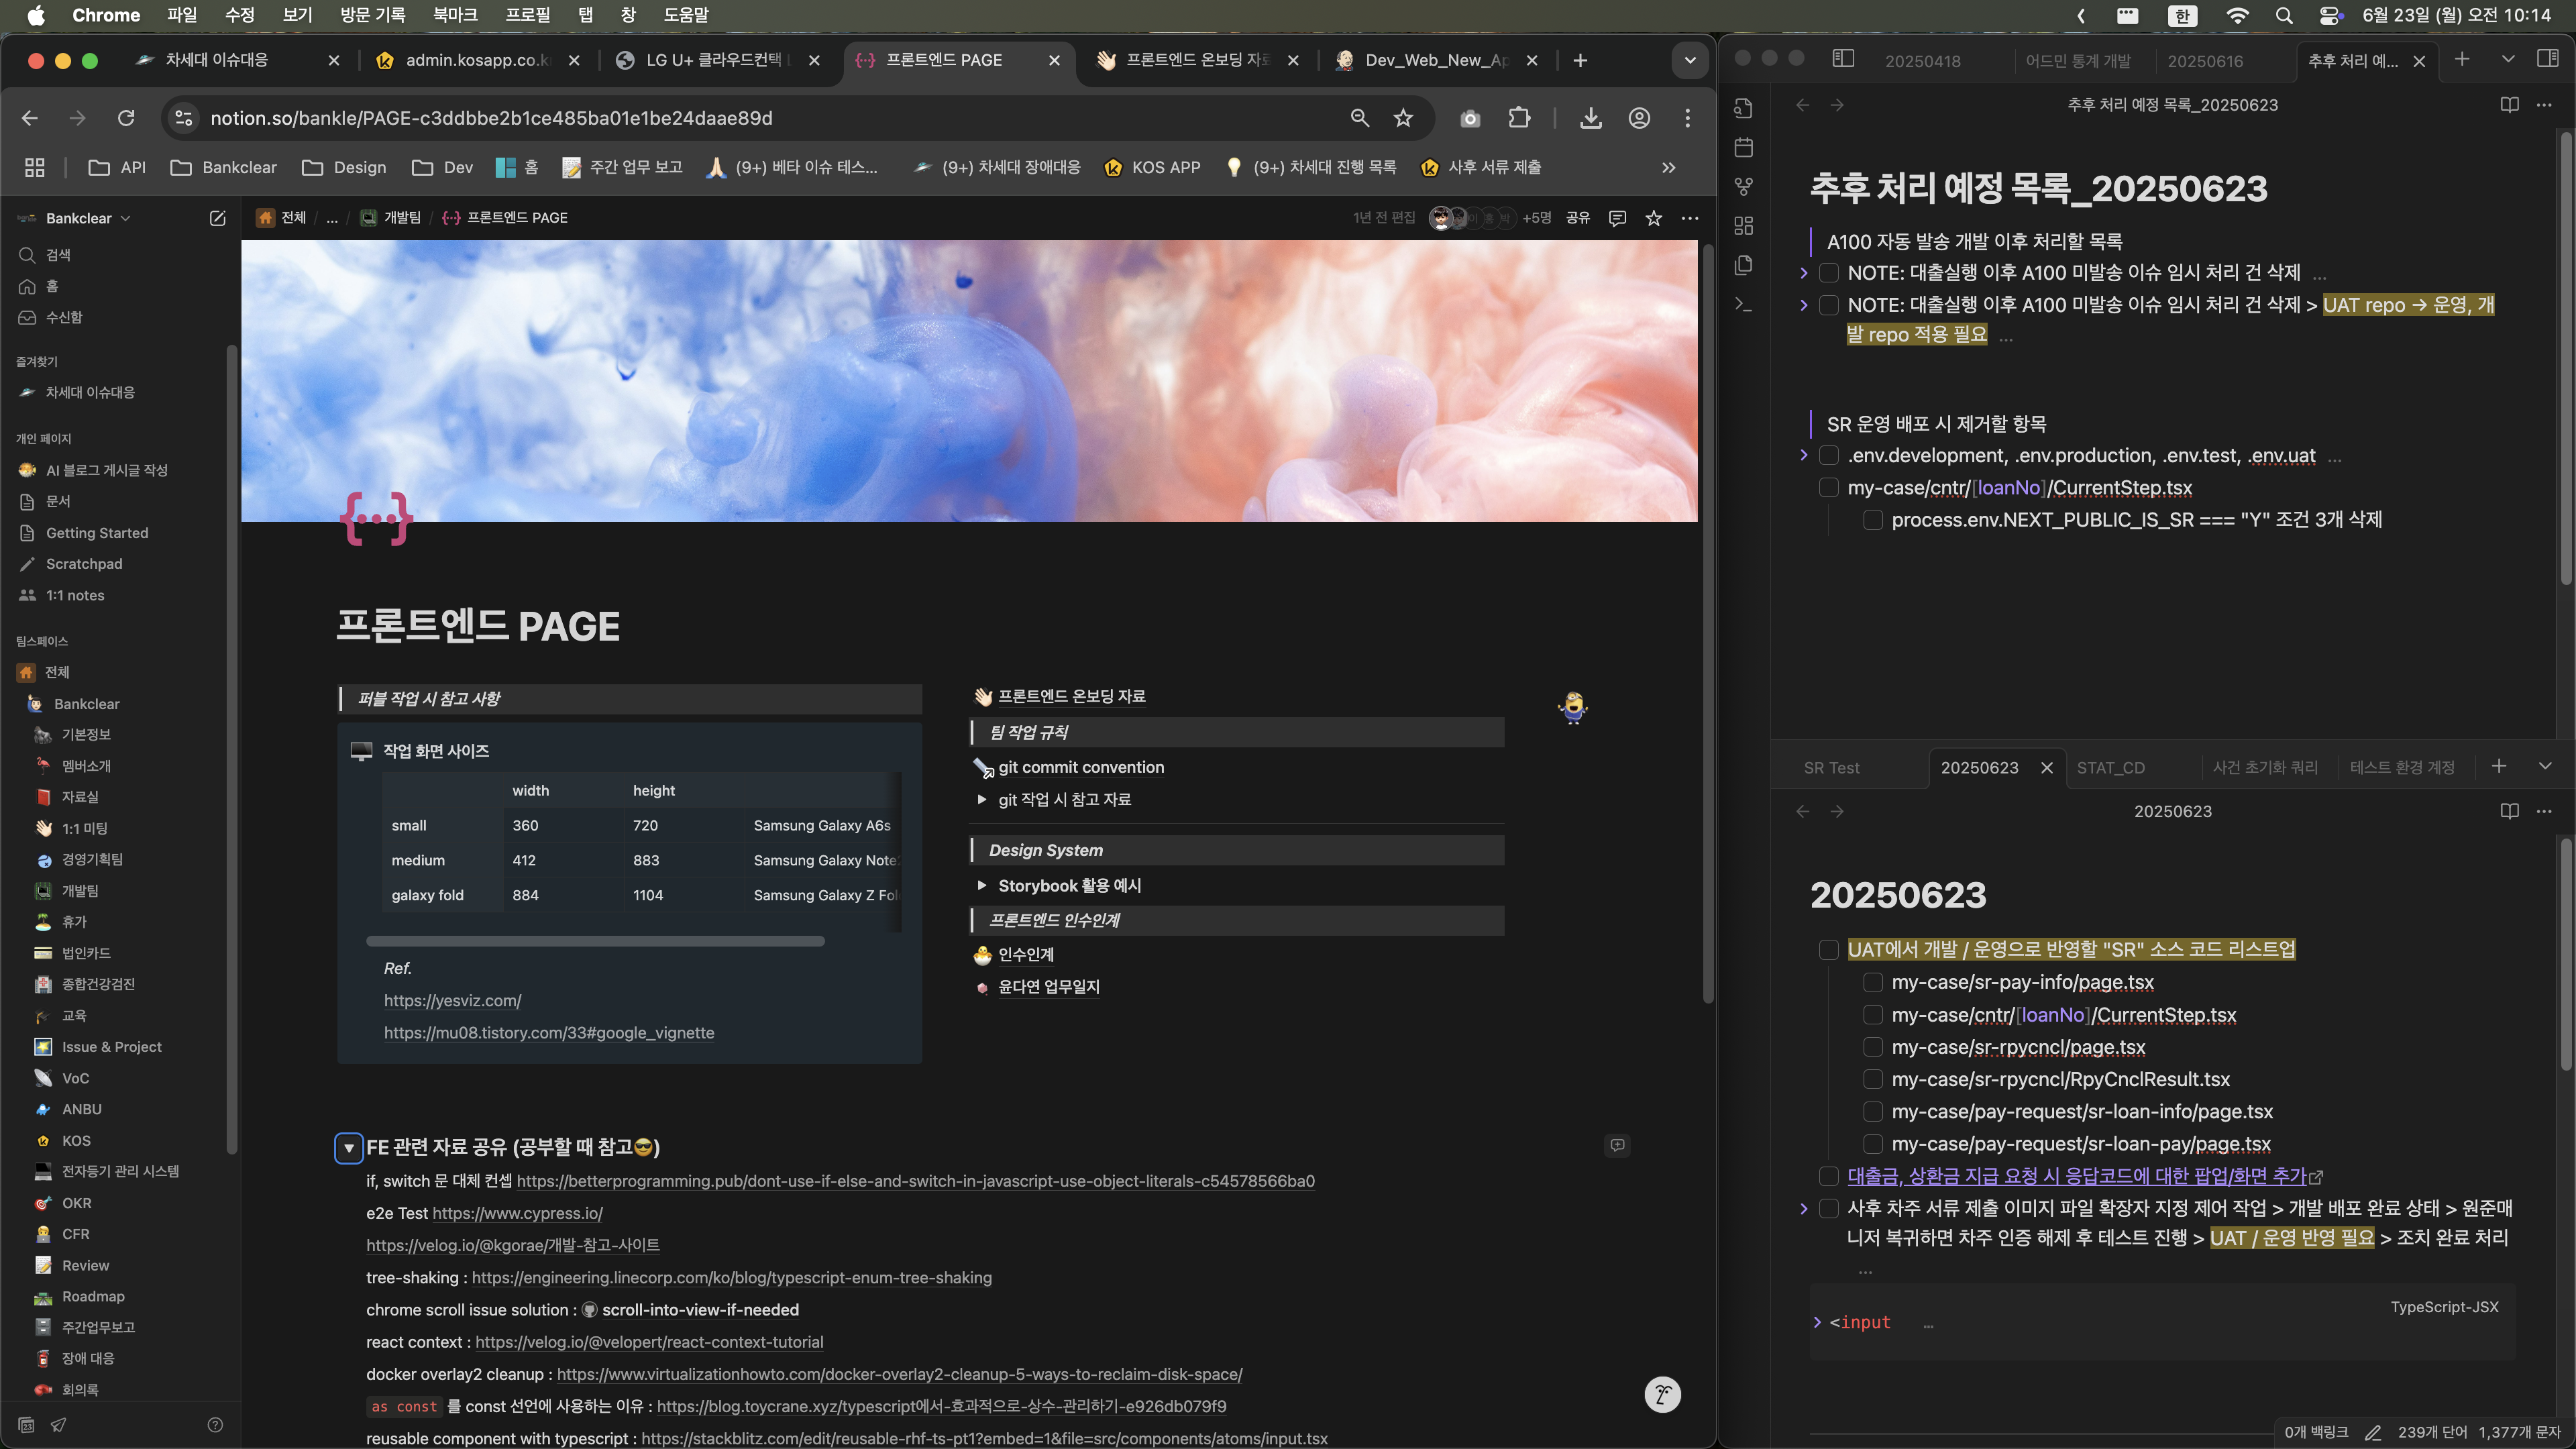 Chrome 파일 수정 보기 방문 기록 북마크 프로필 탭 창 도움말
한 6월 23일 (월) 오전 10:14
차세대 이슈대응
admin.kosapp.co.k
LG U+ 클라우드컨택
프론트엔드 PAGE
프론트엔드 온보딩 자료
Dev_Web_New_Ap
notion.so/bankle/PAGE-c3ddbbe2b1ce485ba01e1be24daae89d
API Bankclear Design Dev 홈 주간 업무 보고 (9+) 베타 이슈 테스... (9+) 차세대 장애대응 KOS APP (9+) 차세대 진행 목록 사후 서류 제출
Bankclear
검색
홈
수신함
즐겨찾기
차세대 이슈대응
개인 페이지
AI 블로그 게시글 작성
문서
Getting Started
Scratchpad
1:1 notes
팀스페이스
전체
Bankclear
기본정보
멤버소개
자료실
1:1 미팅
경영기획팀
개발팀
휴가
법인카드
종합건강검진
교육
Issue & Project
VoC
ANBU
KOS
전자등기 관리 시스템
OKR
CFR
Review
Roadmap
주간업무보고
장애 대응
회의록
전체 / ... / 개발팀 / 프론트엔드 PAGE
1년 전 편집 이 홍 박 +5명 공유
프론트엔드 PAGE
퍼블 작업 시 참고 사항
작업 화면 사이즈
width height
small 360 720 Samsung Galaxy A6s
medium 412 883 Samsung Galaxy Note
galaxy fold 884 1104 Samsung Galaxy Z Fol
Ref.
https://yesviz.com/
https://mu08.tistory.com/33#google_vignette
프론트엔드 온보딩 자료
팀 작업 규칙
git commit convention
git 작업 시 참고 자료
Design System
Storybook 활용 예시
프론트엔드 인수인계
인수인계
윤다연 업무일지
FE 관련 자료 공유 (공부할 때 참고😎)
if, switch 문 대체 컨셉 https://betterprogramming.pub/dont-use-if-else-and-switch-in-javascript-use-object-literals-c54578566ba0
e2e Test https://www.cypress.io/
https://velog.io/@kgorae/개발-참고-사이트
tree-shaking : https://engineering.linecorp.com/ko/blog/typescript-enum-tree-shaking
chrome scroll issue solution : scroll-into-view-if-needed
react context : https://velog.io/@velopert/react-context-tutorial
docker overlay2 cleanup : https://www.virtualizationhowto.com/docker-overlay2-cleanup-5-ways-to-reclaim-disk-space/
as const 를 const 선언에 사용하는 이유 : https://blog.toycrane.xyz/typescript에서-효과적으로-상수-관리하기-e926db079f9
reusable component with typescript : https://stackblitz.com/edit/reusable-rhf-ts-pt1?embed=1&file=src/components/atoms/input.tsx
20250418 어드민 통계 개발 20250616 추후 처리 예...
추후 처리 예정 목록_20250623
추후 처리 예정 목록_20250623
A100 자동 발송 개발 이후 처리할 목록
NOTE: 대출실행 이후 A100 미발송 이슈 임시 처리 건 삭제 ...
NOTE: 대출실행 이후 A100 미발송 이슈 임시 처리 건 삭제 > UAT repo → 운영, 개
발 repo 적용 필요 ...
SR 운영 배포 시 제거할 항목
.env.development, .env.production, .env.test, .env.uat ...
my-case/cntr/[loanNo]/CurrentStep.tsx
process.env.NEXT_PUBLIC_IS_SR === "Y" 조건 3개 삭제
SR Test 20250623 STAT_CD 사건 초기화 쿼리 테스트 환경 계정
20250623
20250623
UAT에서 개발 / 운영으로 반영할 "SR" 소스 코드 리스트업
my-case/sr-pay-info/page.tsx
my-case/cntr/[loanNo]/CurrentStep.tsx
my-case/sr-rpycncl/page.tsx
my-case/sr-rpycncl/RpyCnclResult.tsx
my-case/pay-request/sr-loan-info/page.tsx
my-case/pay-request/sr-loan-pay/page.tsx
대출금, 상환금 지급 요청 시 응답코드에 대한 팝업/화면 추가
사후 차주 서류 제출 이미지 파일 확장자 지정 제어 작업 > 개발 배포 완료 상태 > 원준매
니저 복귀하면 차주 인증 해제 후 테스트 진행 > UAT / 운영 반영 필요 > 조치 완료 처리
...
TypeScript-JSX
<input ...
0개 백링크 239개 단어 1,377개 문자